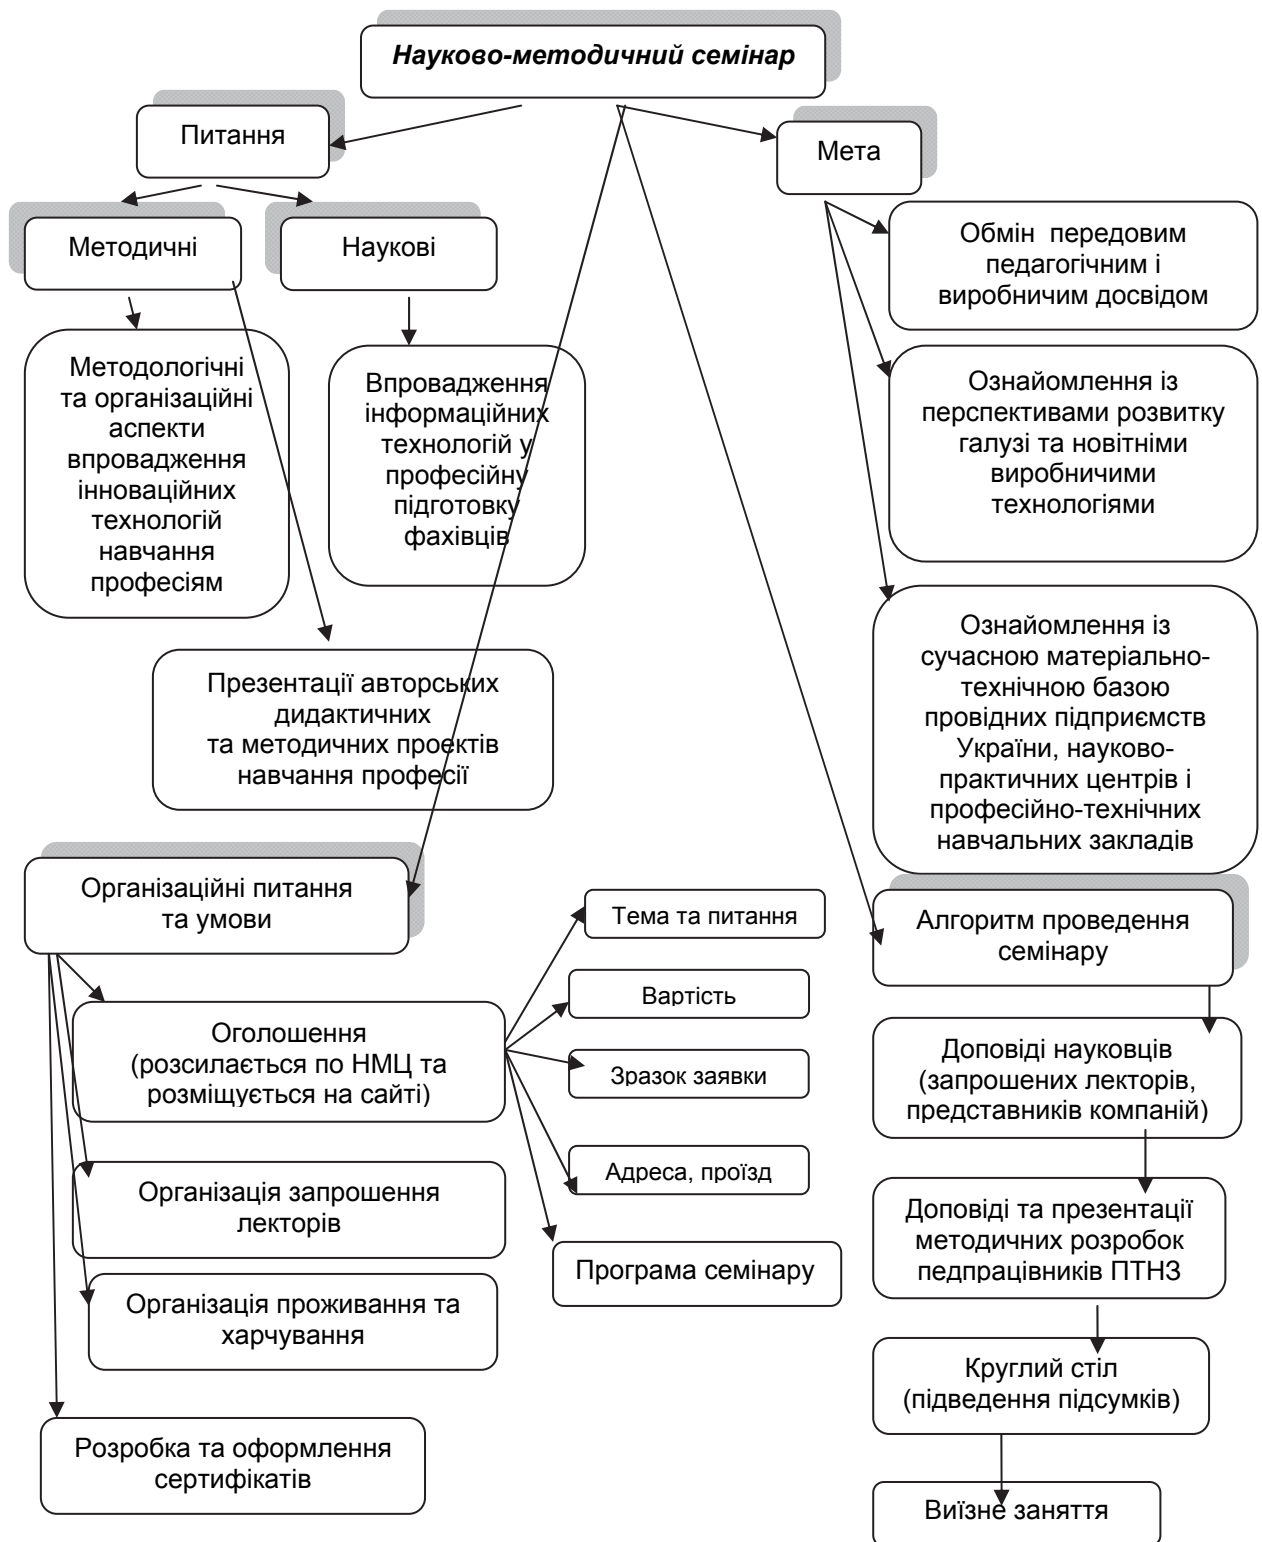 Науково-методичний семінар
Питання
Мета
Методичні
Наукові
Обмін передовим
педагогічним і
виробничим досвідом
Методологічні
та організаційні
аспекти
впровадження
інноваційних
технологій
навчання
професіям
Впровадження
інформаційних
технологій у
професійну
підготовку
фахівців
Ознайомлення із
перспективами розвитку
галузі та новітніми
виробничими
технологіями
Ознайомлення із
сучасною матеріально-
технічною базою
провідних підприємств
України, науково-
практичних центрів і
професійно-технічних
навчальних закладів
Презентації авторських
дидактичних
та методичних проектів
навчання професії
Організаційні питання
та умови
Оголошення
(розсилається по НМЦ та
розміщується на сайті)
Організація запрошення
лекторів
Організація проживання та
харчування
Розробка та оформлення
сертифікатів
Тема та питання
Вартість
Зразок заявки
Адреса, проїзд
Програма семінару
Алгоритм проведення
семінару
Доповіді науковців
(запрошених лекторів,
представників компаній)
Доповіді та презентації
методичних розробок
педпрацівників ПТНЗ
Круглий стіл
(підведення підсумків)
Виїзне заняття